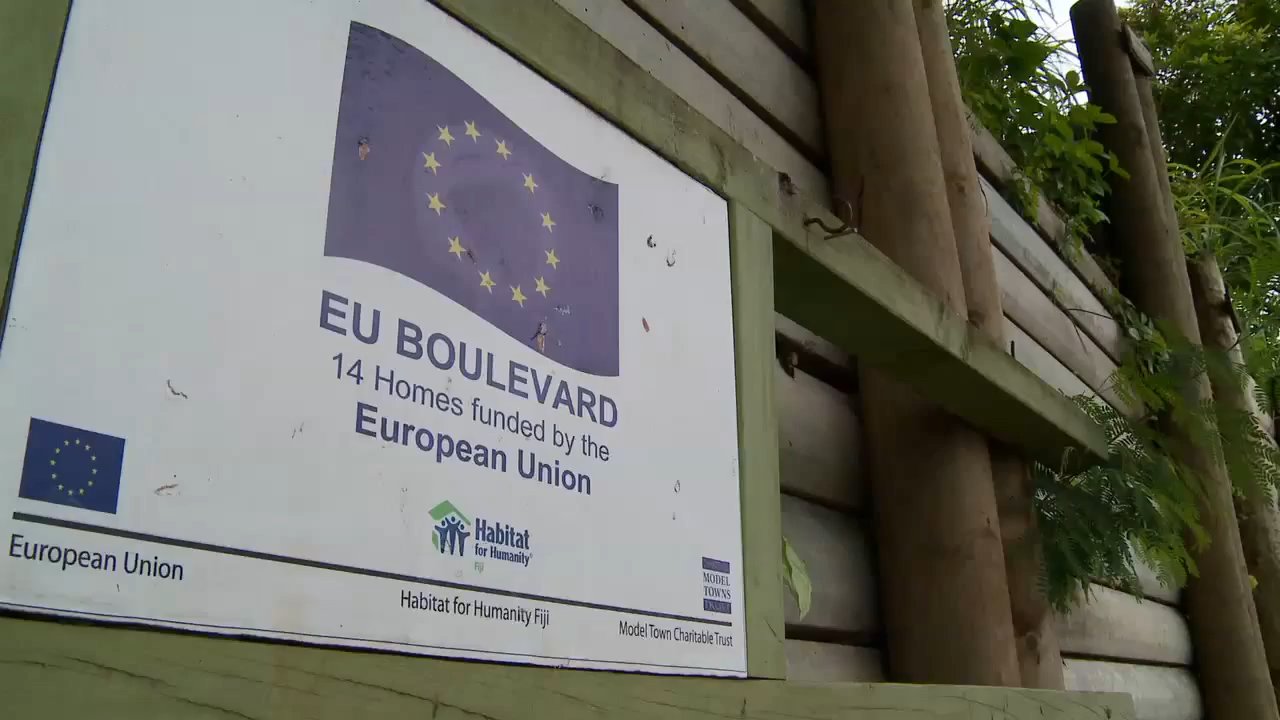 EU BOULEVARD
14 Homes funded by the
European Union
Habitat
for Humanity®
Fiji
MODEL
TOWNS
European Union
Habitat for Humanity Fiji
Model Town Charitable Trust